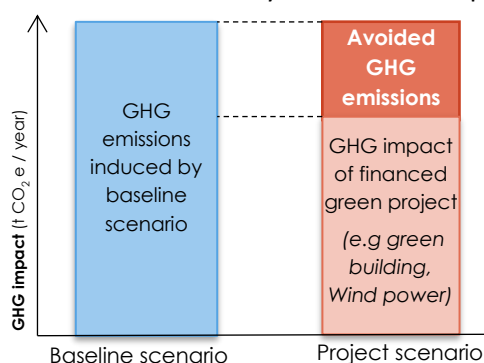 Avoided
GHG
emissions
GHG
emissions
induced by
baseline
scenario
GHG impact
of financed
green project
(e.g green
building,
Wind power)
GHG impact (t CO2 e / year)
Baseline scenario
Project scenario